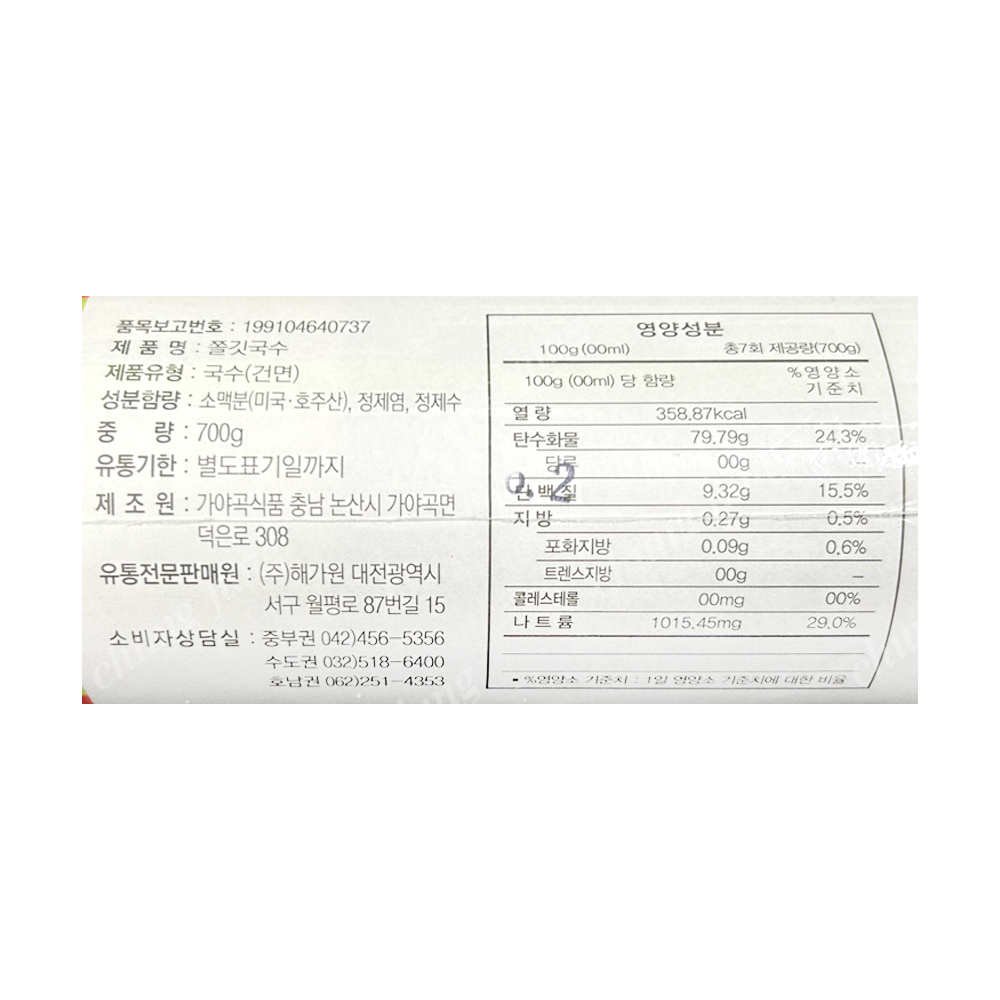 품목보고번호 : 199104640737
제 품 명 : 쫄깃국수
제품유형 : 국수(건면)
성분함량 : 소맥분(미국·호주산), 정제염, 정제수
중 량 : 700g
유통기한 : 별도표기일까지
제 조 원 : 가야곡식품 충남 논산시 가야곡면
덕은로 308
유통전문판매원 : (주)해가원 대전광역시
서구 월평로 87번길 15
소비자상담실 : 중부권 042)456-5356
수도권 032)518-6400
호남권 062)251-4353
영양성분
100g(00ml) 총7회 제공량(700g)
100g (00ml) 당 함량 %영양소
기준치
열 량 358.87kcal
탄수화물 79.79g 24.3%
당류 00g --
단백질 9.32g 15.5%
지 방 0.27g 0.5%
포화지방 0.09g 0.6%
트렌스지방 00g –
콜레스테롤 00mg 00%
나 트 륨 1015.45mg 29.0%
▪ %영양소 기준치 : 1일 영양소 기준치에 대한 비율